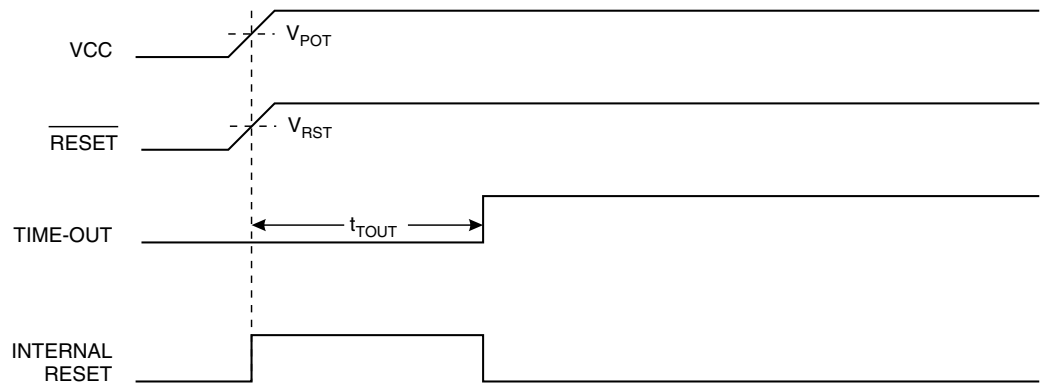 VCC
V_POT
RESET
V_RST
TIME-OUT
t_TOUT
INTERNAL
RESET